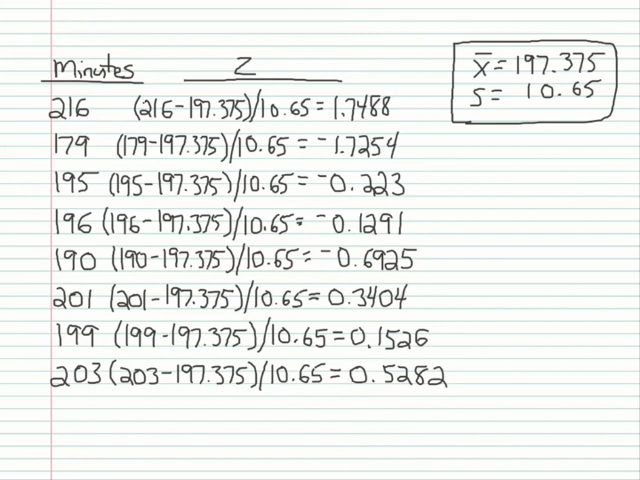 Minutes Z
x̄ = 197.375
S = 10.65
216 (216-197.375)/10.65 = 1.7488
179 (179-197.375)/10.65 = -1.7254
195 (195-197.375)/10.65 = -0.223
196 (196-197.375)/10.65 = -0.1291
190 (190-197.375)/10.65 = -0.6925
201 (201-197.375)/10.65 = 0.3404
199 (199-197.375)/10.65 = 0.1526
203 (203-197.375)/10.65 = 0.5282